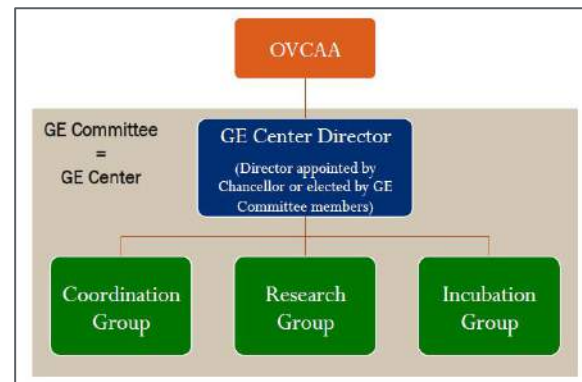 OVCAA
GE Committee
=
GE Center
GE Center Director
(Director appointed by
Chancellor or elected by GE
Committee members)
Coordination
Group
Research
Group
Incubation
Group